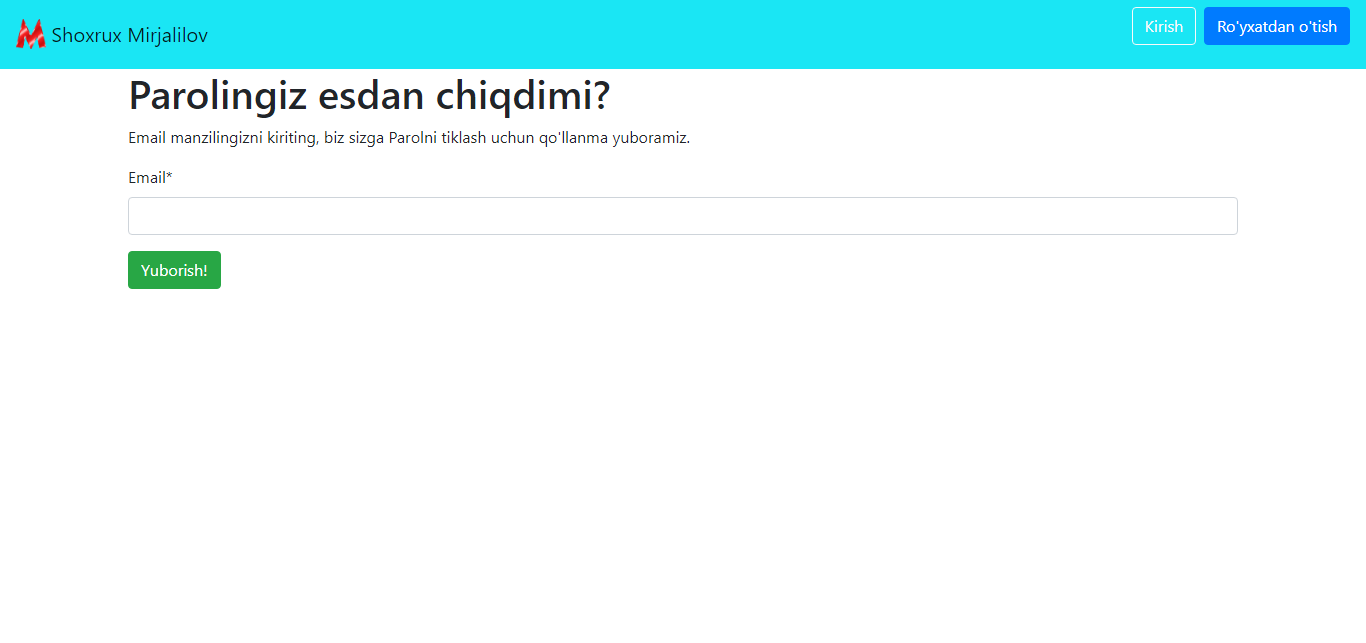 Shoxrux Mirjalilov
Kirish
Ro'yxatdan o'tish
Parolingiz esdan chiqdimi?
Email manzilingizni kiriting, biz sizga Parolni tiklash uchun qo'llanma yuboramiz.
Email*
Yuborish!